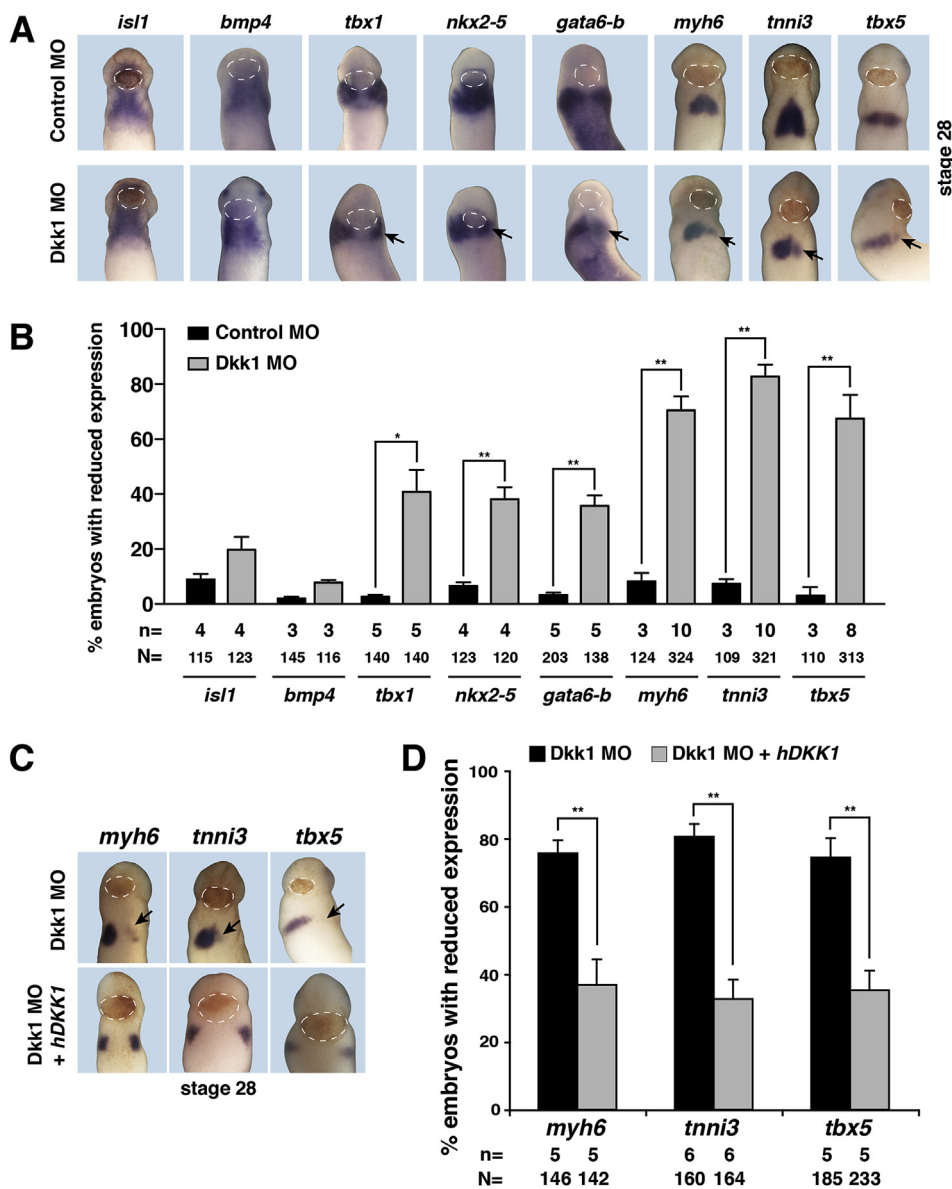 A
isl1 bmp4 tbx1 nkx2-5 gata6-b myh6 tnni3 tbx5
Control MO
Dkk1 MO
stage 28
B
% embryos with reduced expression
Control MO
Dkk1 MO
100
80
60
40
20
0
* ** ** ** ** **
n= 4 4 3 3 5 5 4 4 5 5 3 10 3 10 3 8
N= 115 123 145 116 140 140 123 120 203 138 124 324 109 321 110 313
isl1 bmp4 tbx1 nkx2-5 gata6-b myh6 tnni3 tbx5
C
myh6 tnni3 tbx5
Dkk1 MO
Dkk1 MO
+ hDKK1
stage 28
D
% embryos with reduced expression
Dkk1 MO Dkk1 MO + hDKK1
100
80
60
40
20
0
** ** **
myh6 tnni3 tbx5
n= 5 5 6 6 5 5
N= 146 142 160 164 185 233